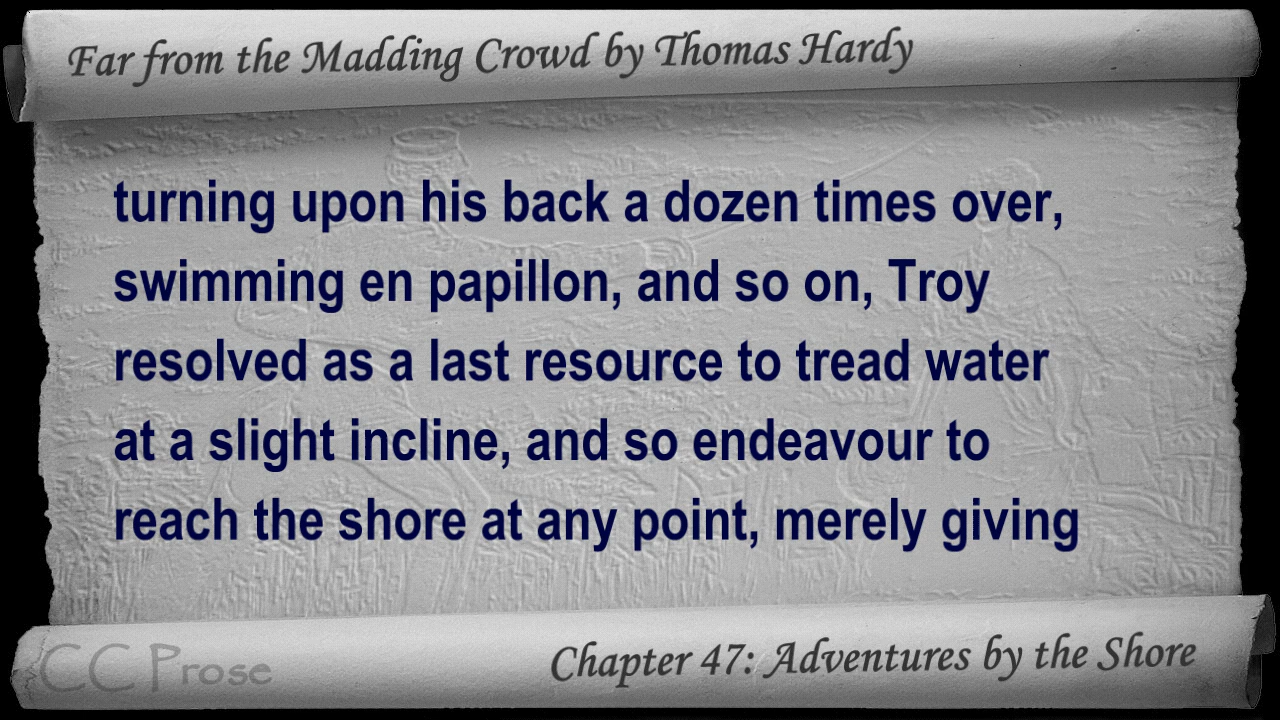 Far from the Madding Crowd by Thomas Hardy
turning upon his back a dozen times over,
swimming en papillon, and so on, Troy
resolved as a last resource to tread water
at a slight incline, and so endeavour to
reach the shore at any point, merely giving
CC Prose
Chapter 47: Adventures by the Shore